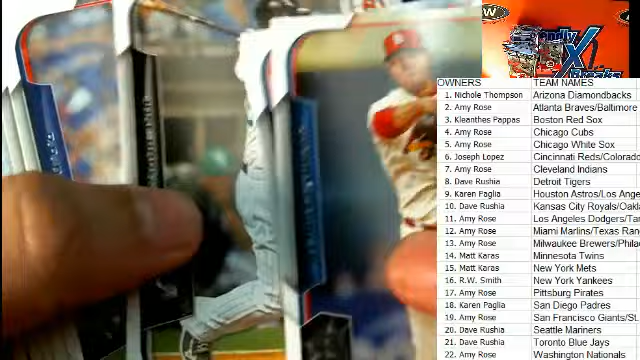 W
endly
X
Breaks
OWNERS TEAM NAMES
1. Nichole Thompson Arizona Diamondbacks
2. Amy Rose Atlanta Braves/Baltimore
3. Kleanthes Pappas Boston Red Sox
4. Amy Rose Chicago Cubs
5. Amy Rose Chicago White Sox
6. Joseph Lopez Cincinnati Reds/Colorado
7. Amy Rose Cleveland Indians
8. Dave Rushia Detroit Tigers
9. Karen Paglia Houston Astros/Los Ange
10. Dave Rushia Kansas City Royals/Oakl
11. Amy Rose Los Angeles Dodgers/Tam
12. Amy Rose Miami Marlins/Texas Rang
13. Amy Rose Milwaukee Brewers/Phila
14. Matt Karas Minnesota Twins
15. Matt Karas New York Mets
16. R.W. Smith New York Yankees
17. Amy Rose Pittsburg Pirates
18. Karen Paglia San Diego Padres
19. Amy Rose San Francisco Giants/St.
20. Dave Rushia Seattle Mariners
21. Dave Rushia Toronto Blue Jays
22. Amy Rose Washington Nationals